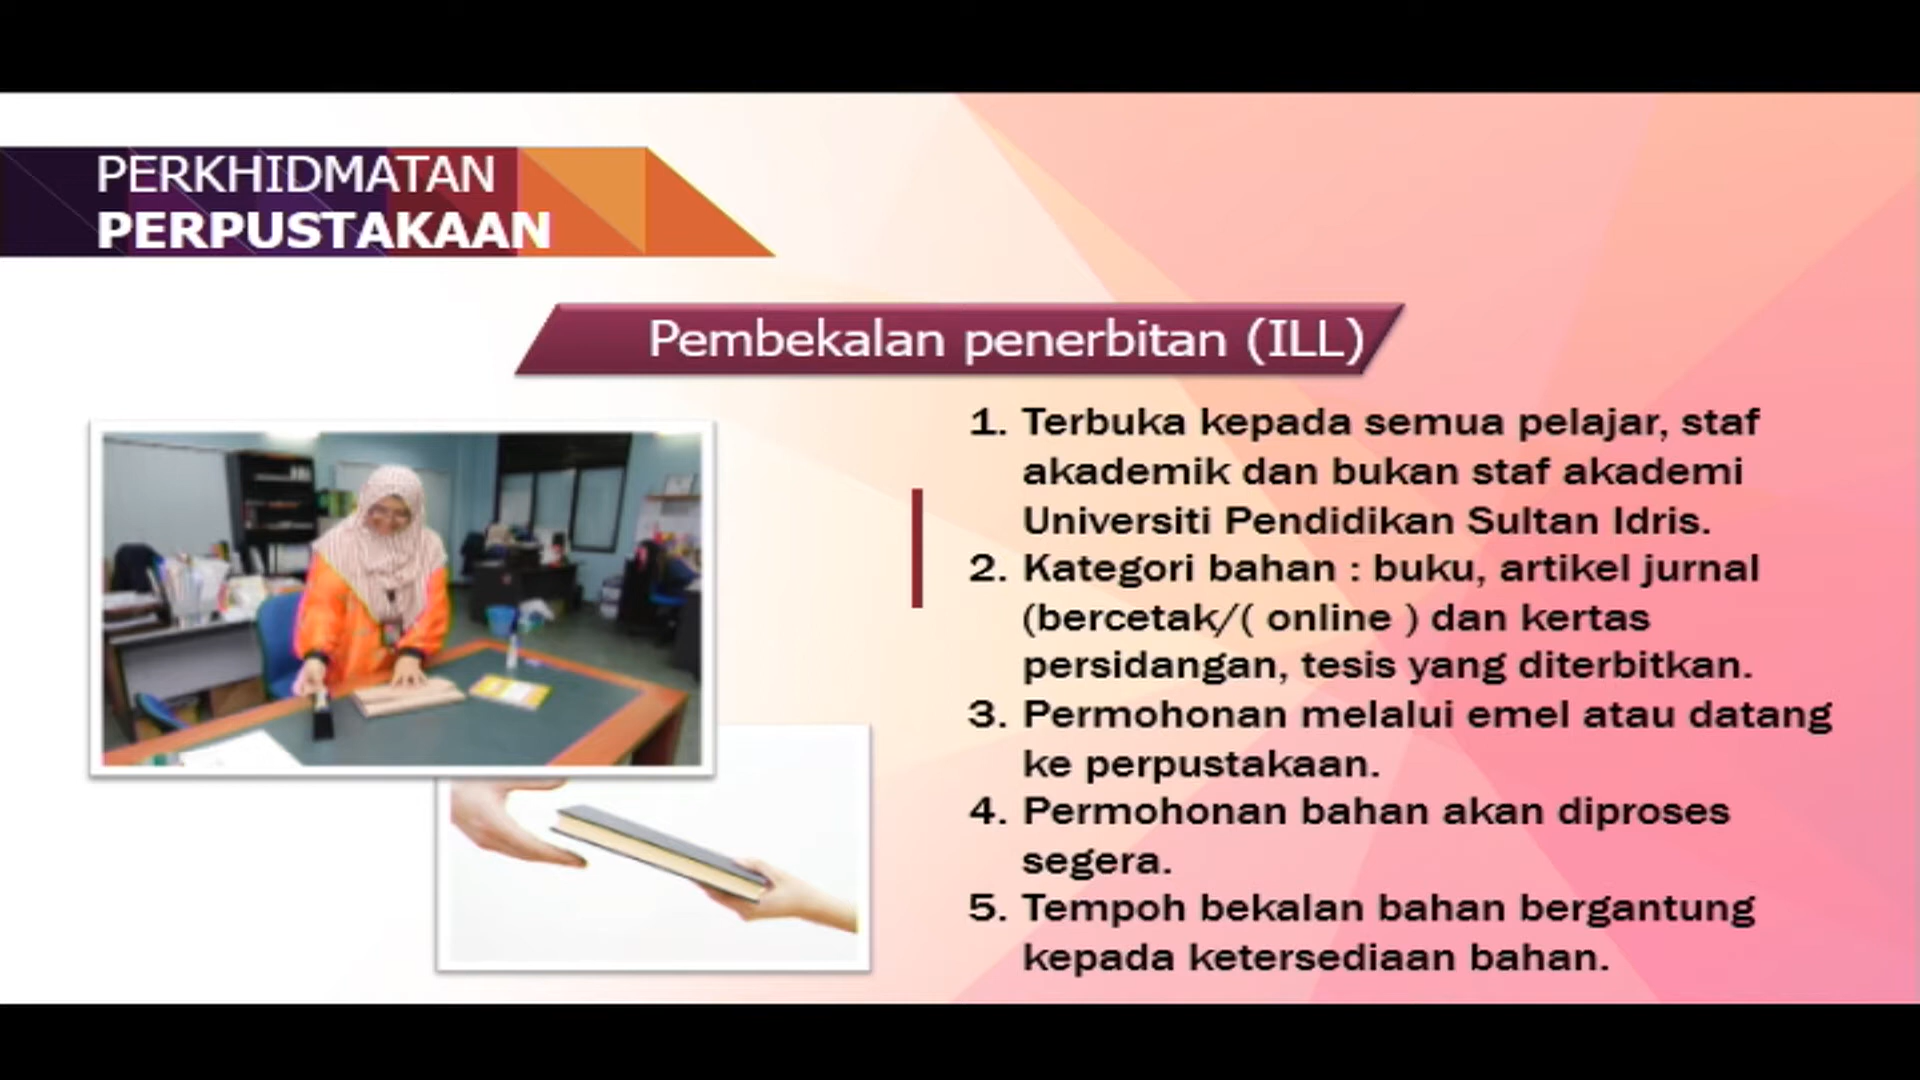 PERKHIDMATAN
PERPUSTAKAAN
Pembekalan penerbitan (ILL)
1. Terbuka kepada semua pelajar, staf
akademik dan bukan staf akademi
Universiti Pendidikan Sultan Idris.
2. Kategori bahan : buku, artikel jurnal
(bercetak/( online ) dan kertas
persidangan, tesis yang diterbitkan.
3. Permohonan melalui emel atau datang
ke perpustakaan.
4. Permohonan bahan akan diproses
segera.
5. Tempoh bekalan bahan bergantung
kepada ketersediaan bahan.